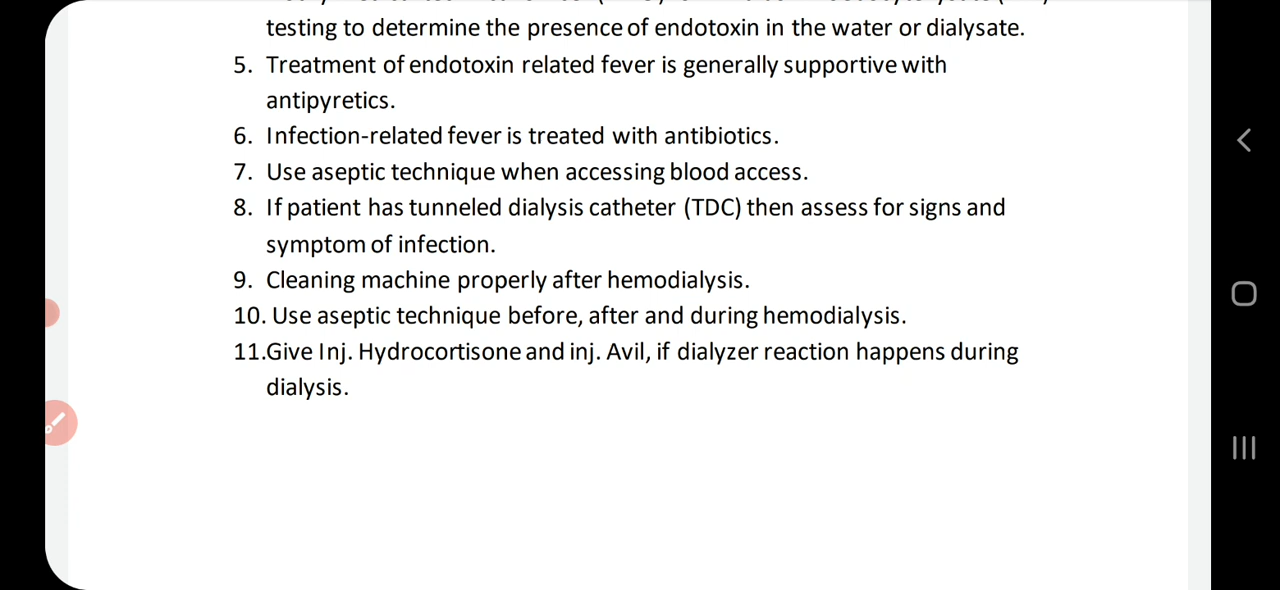 testing to determine the presence of endotoxin in the water or dialysate.
5. Treatment of endotoxin related fever is generally supportive with
antipyretics.
6. Infection-related fever is treated with antibiotics.
7. Use aseptic technique when accessing blood access.
8. If patient has tunneled dialysis catheter (TDC) then assess for signs and
symptom of infection.
9. Cleaning machine properly after hemodialysis.
10. Use aseptic technique before, after and during hemodialysis.
11.Give Inj. Hydrocortisone and inj. Avil, if dialyzer reaction happens during
dialysis.